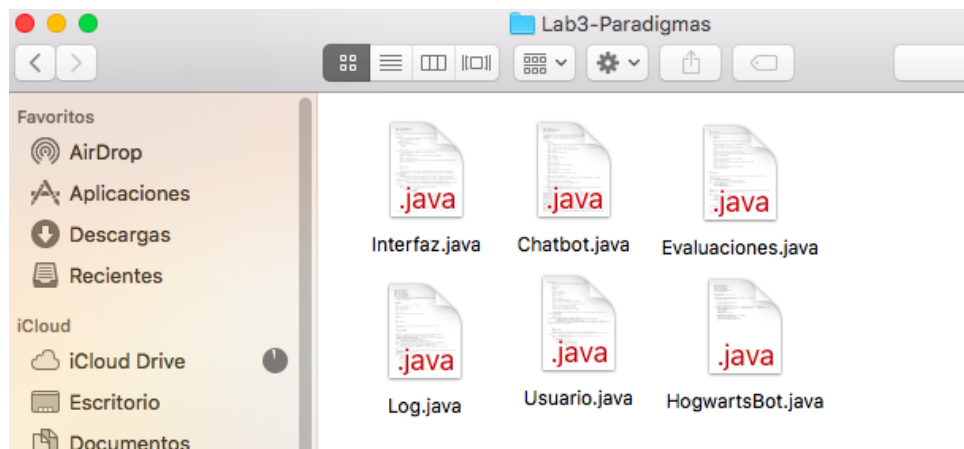 Lab3-Paradigmas
Favoritos
AirDrop
Aplicaciones
Descargas
Recientes
iCloud
iCloud Drive
Escritorio
Documentos
.java
.java
.java
Interfaz.java
Chatbot.java
Evaluaciones.java
.java
.java
.java
Log.java
Usuario.java
HogwartsBot.java